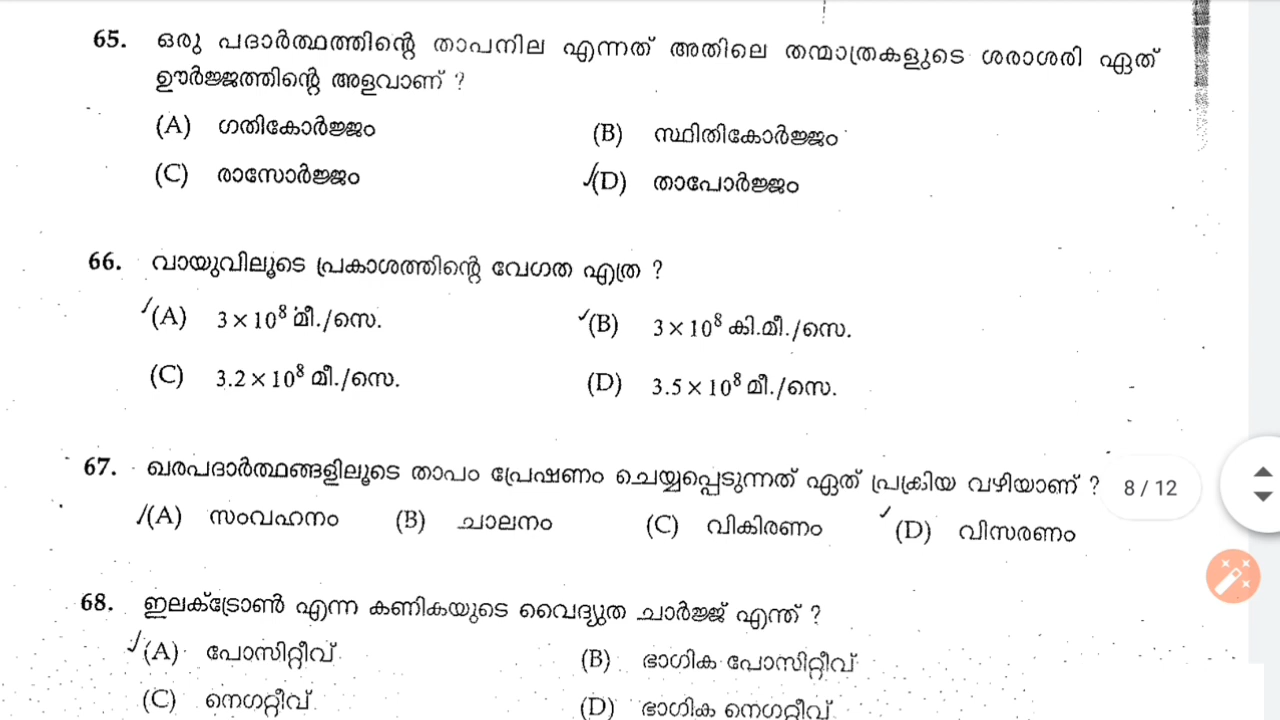 65. ഒരു പദാർത്ഥത്തിന്റെ താപനില എന്നത് അതിലെ തന്മാത്രകളുടെ ശരാശരി ഏത്
ഊർജ്ജത്തിന്റെ അളവാണ് ?
(A) ഗതികോർജ്ജം (B) സ്ഥിതികോർജ്ജം
(C) രാസോർജ്ജം (D) താപോർജ്ജം
66. വായുവിലൂടെ പ്രകാശത്തിന്റെ വേഗത എത്ര ?
(A) 3 × 10⁸ മീ./സെ. (B) 3 × 10⁸ കി.മീ./സെ.
(C) 3.2 × 10⁸ മീ./സെ. (D) 3.5 × 10⁸ മീ./സെ.
67. ഖരപദാർത്ഥങ്ങളിലൂടെ താപം പ്രേഷണം ചെയ്യപ്പെടുന്നത് ഏത് പ്രക്രിയ വഴിയാണ് ?
8 / 12
(A) സംവഹനം (B) ചാലനം (C) വികിരണം (D) വിസരണം
68. ഇലക്ട്രോൺ എന്ന കണികയുടെ വൈദ്യുത ചാർജ്ജ് എന്ത് ?
(A) പോസിറ്റീവ് (B) ഭാഗിക പോസിറ്റീവ്
(C) നെഗറ്റീവ് (D) ഭാഗിക നെഗറ്റീവ്